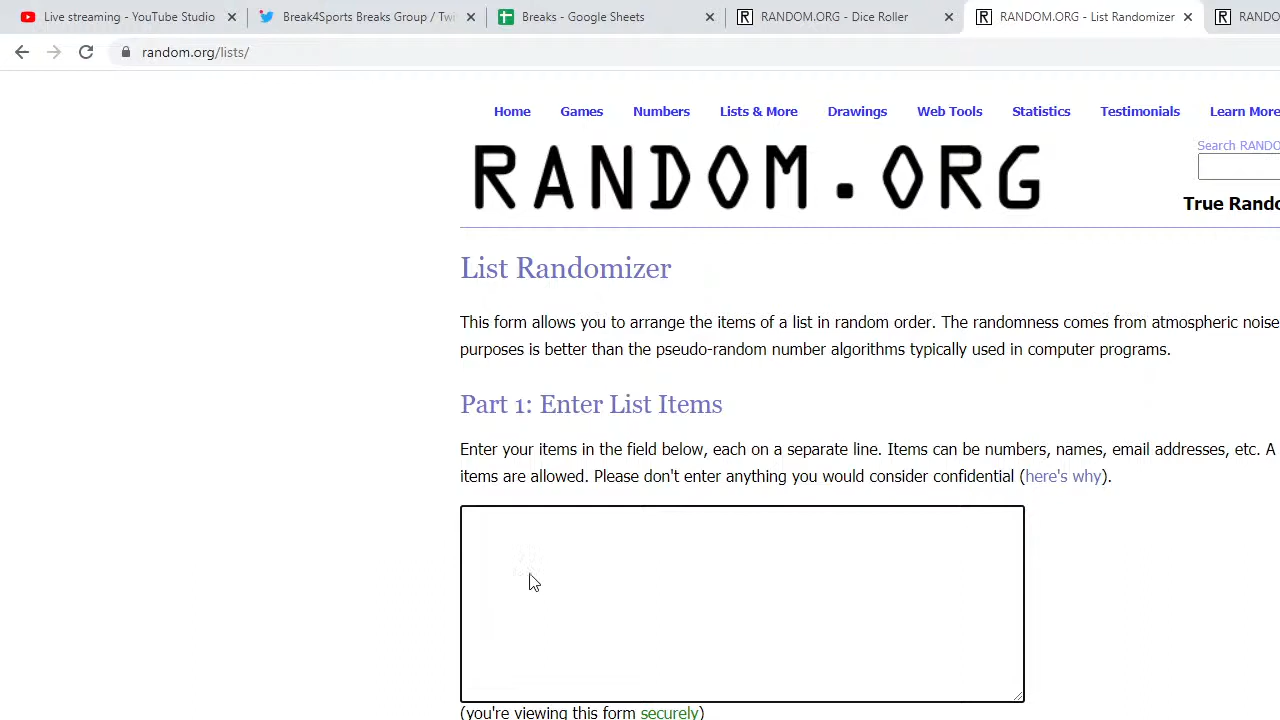 Live streaming - YouTube Studio
Break4Sports Breaks Group / Twi
Breaks - Google Sheets
RANDOM.ORG - Dice Roller
RANDOM.ORG - List Randomizer
RANDO
random.org/lists/
Home Games Numbers Lists & More Drawings Web Tools Statistics Testimonials Learn More
RANDOM.ORG
Search RANDO
True Rando
List Randomizer
This form allows you to arrange the items of a list in random order. The randomness comes from atmospheric noise
purposes is better than the pseudo-random number algorithms typically used in computer programs.
Part 1: Enter List Items
Enter your items in the field below, each on a separate line. Items can be numbers, names, email addresses, etc. A
items are allowed. Please don't enter anything you would consider confidential (here's why).
(you're viewing this form securely)